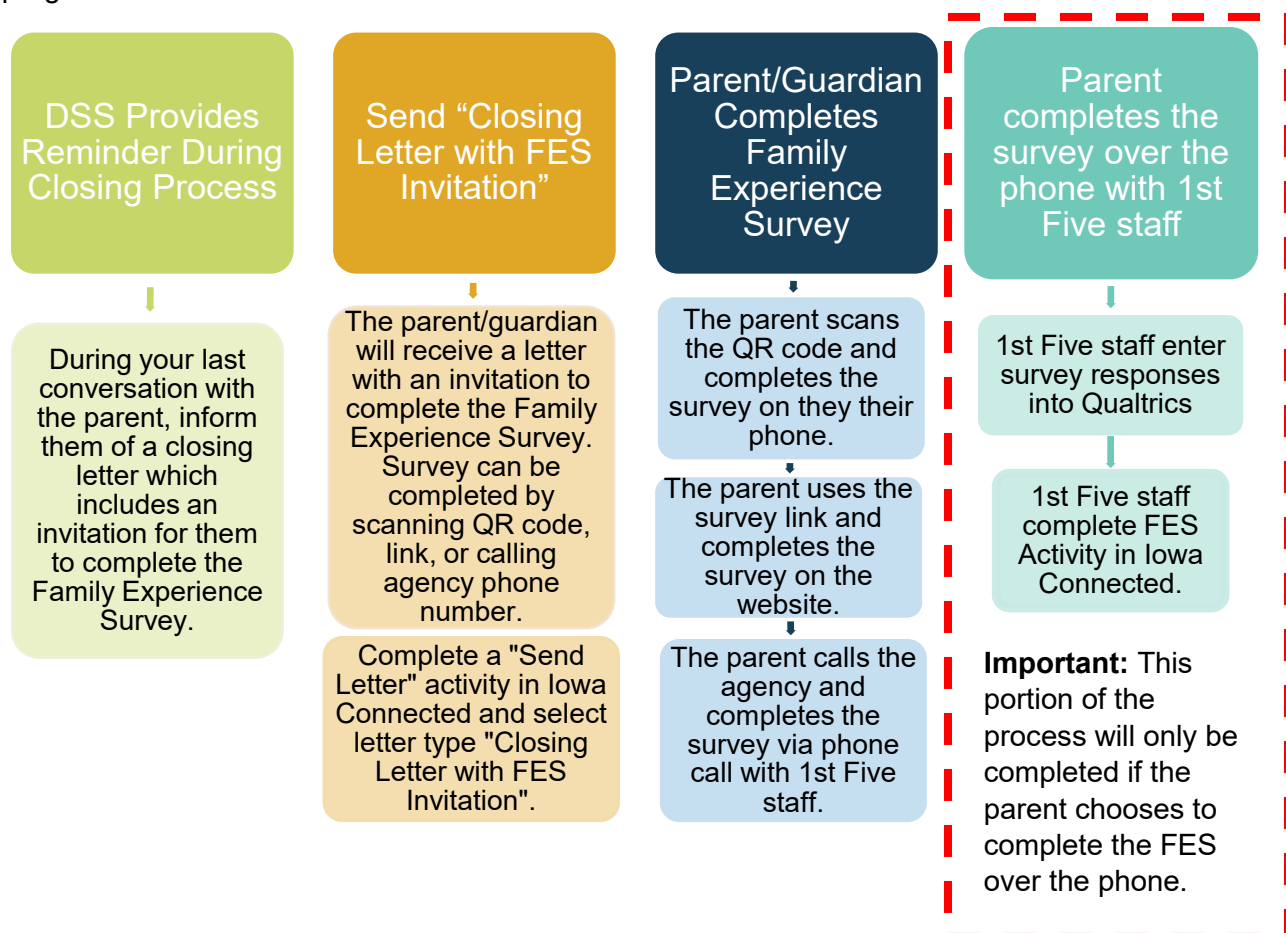 DSS Provides
Reminder During
Closing Process
During your last
conversation with
the parent, inform
them of a closing
letter which
includes an
invitation for them
to complete the
Family Experience
Survey.
Send “Closing
Letter with FES
Invitation”
The parent/guardian
will receive a letter
with an invitation to
complete the Family
Experience Survey.
Survey can be
completed by
scanning QR code,
link, or calling
agency phone
number.
Complete a "Send
Letter" activity in Iowa
Connected and select
letter type "Closing
Letter with FES
Invitation".
Parent/Guardian
Completes
Family
Experience
Survey
The parent scans
the QR code and
completes the
survey on they their
phone.
The parent uses the
survey link and
completes the
survey on the
website.
The parent calls the
agency and
completes the
survey via phone
call with 1st Five
staff.
Parent
completes the
survey over the
phone with 1st
Five staff
1st Five staff enter
survey responses
into Qualtrics
1st Five staff
complete FES
Activity in Iowa
Connected.
Important: This
portion of the
process will only be
completed if the
parent chooses to
complete the FES
over the phone.